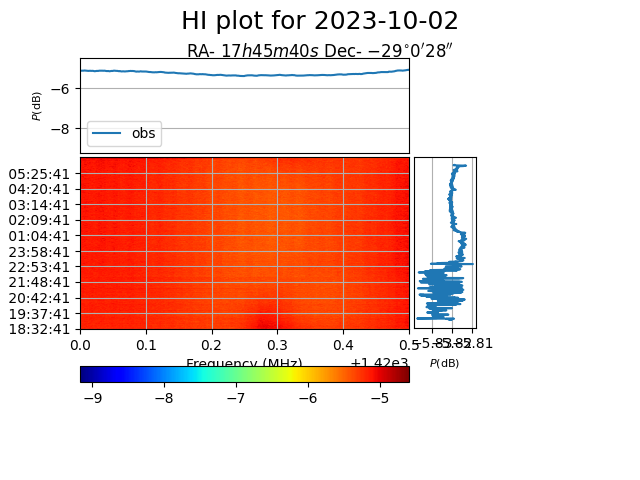 HI plot for 2023-10-02
RA- 17h45m40s Dec- −29°0′28″
−6
−8
P(dB)
obs
05:25:41
04:20:41
03:14:41
02:09:41
01:04:41
23:58:41
22:53:41
21:48:41
20:42:41
19:37:41
18:32:41
0.0 0.1 0.2 0.3 0.4 0.5
Frequency (MHz)
+1.42e3
P(dB)
−9 −8 −7 −6 −5